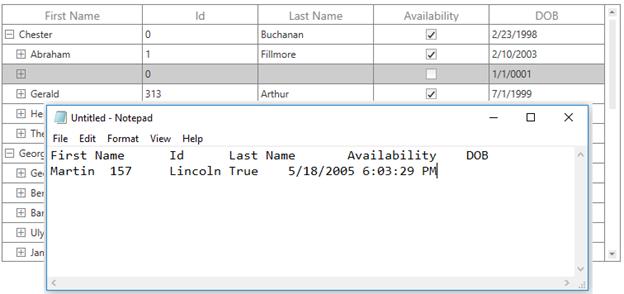 First Name Id Last Name Availability DOB
Chester 0 Buchanan 2/23/1998
Abraham 1 Fillmore 2/10/2003
0 1/1/0001
Gerald 313 Arthur 7/1/1999
He
The
Georg
Geo
Ber
Bar
Uly
Jan
Untitled - Notepad
File Edit Format View Help
First Name Id Last Name Availability DOB
Martin 157 Lincoln True 5/18/2005 6:03:29 PM